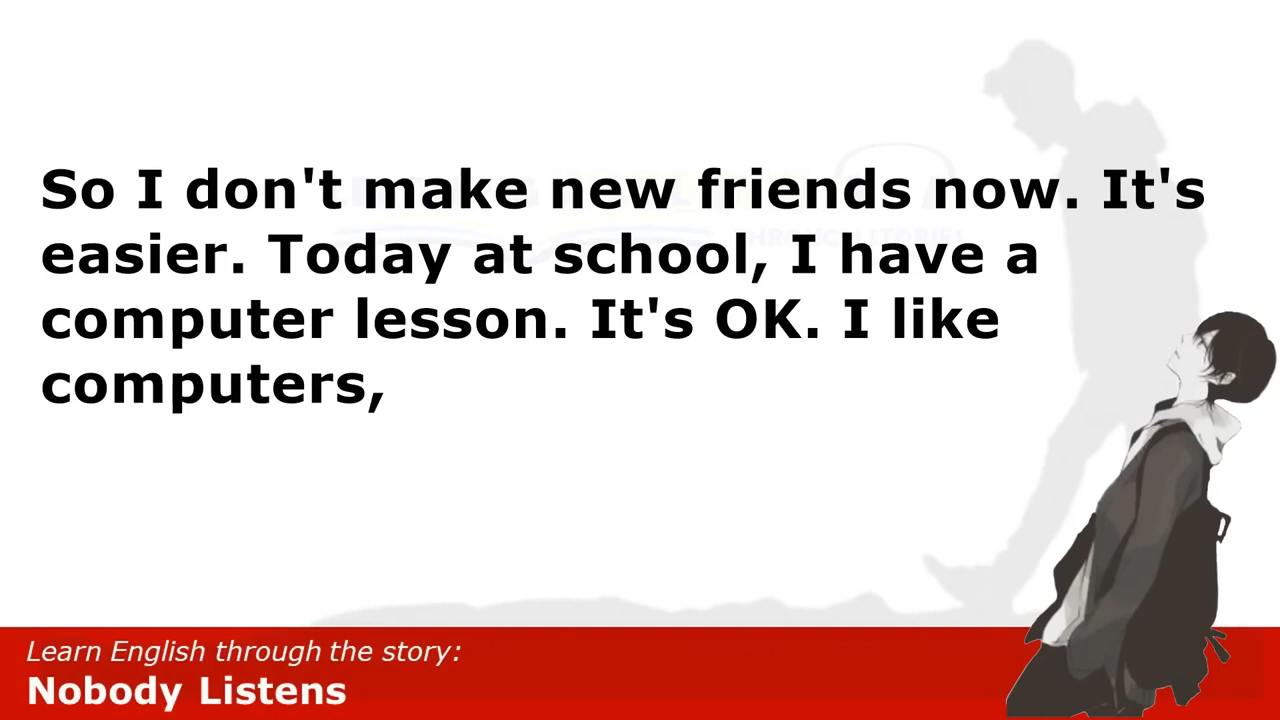 So I don't make new friends now. It's
easier. Today at school, I have a
computer lesson. It's OK. I like
computers,
Learn English through the story:
Nobody Listens